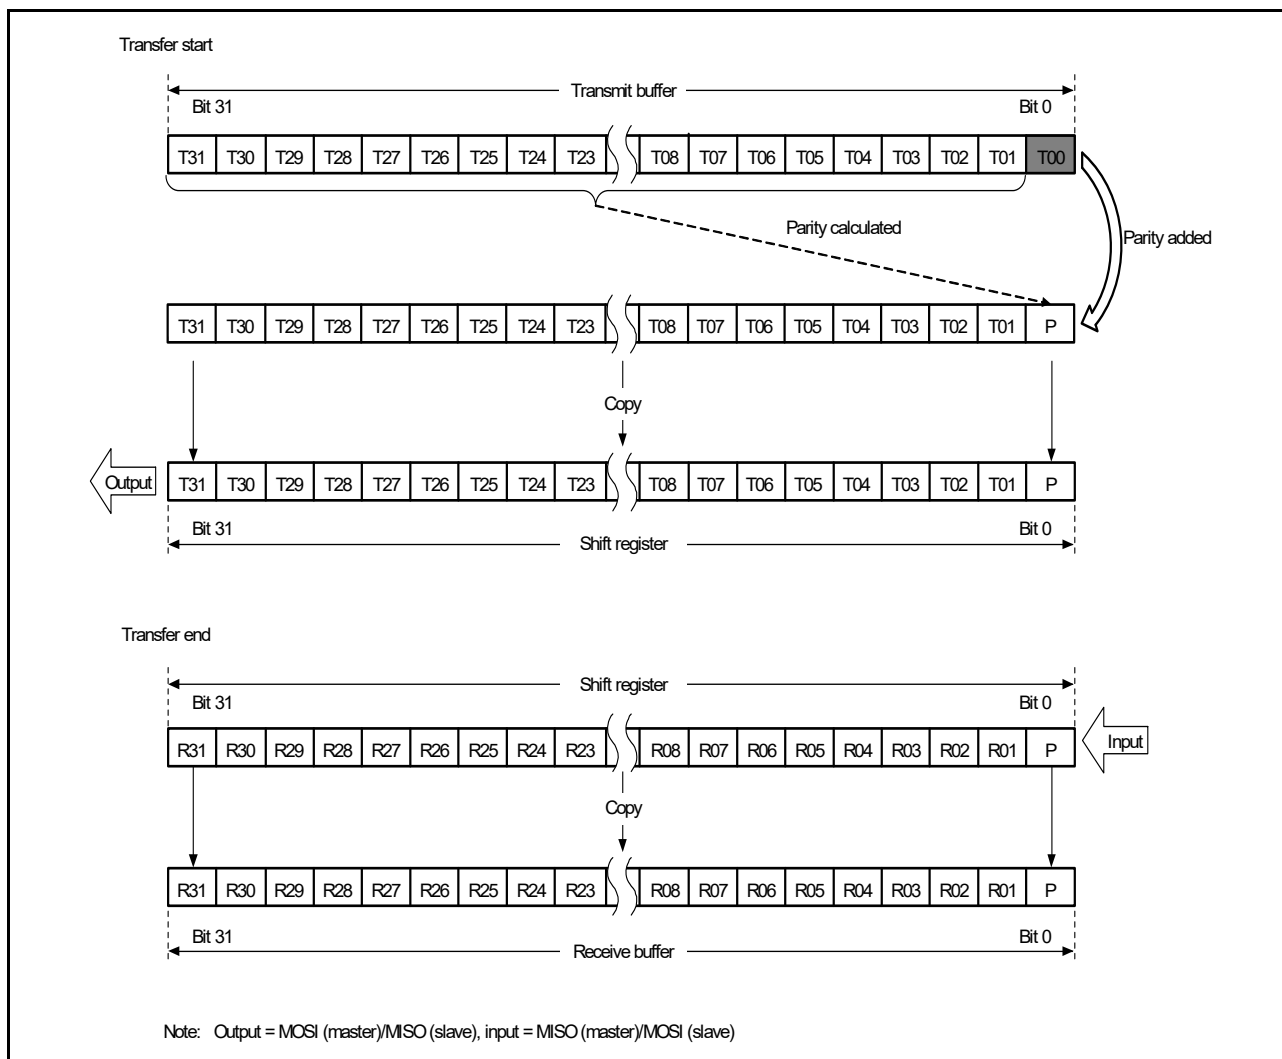 Transfer start
Transmit buffer
Bit 31 Bit 0
T31 T30 T29 T28 T27 T26 T25 T24 T23 T08 T07 T06 T05 T04 T03 T02 T01 T00
Parity calculated
Parity added
T31 T30 T29 T28 T27 T26 T25 T24 T23 T08 T07 T06 T05 T04 T03 T02 T01 P
Copy
Output
T31 T30 T29 T28 T27 T26 T25 T24 T23 T08 T07 T06 T05 T04 T03 T02 T01 P
Bit 31 Bit 0
Shift register
Transfer end
Shift register
Bit 31 Bit 0
R31 R30 R29 R28 R27 R26 R25 R24 R23 R08 R07 R06 R05 R04 R03 R02 R01 P
Input
Copy
R31 R30 R29 R28 R27 R26 R25 R24 R23 R08 R07 R06 R05 R04 R03 R02 R01 P
Bit 31 Bit 0
Receive buffer
Note: Output = MOSI (master)/MISO (slave), input = MISO (master)/MOSI (slave)